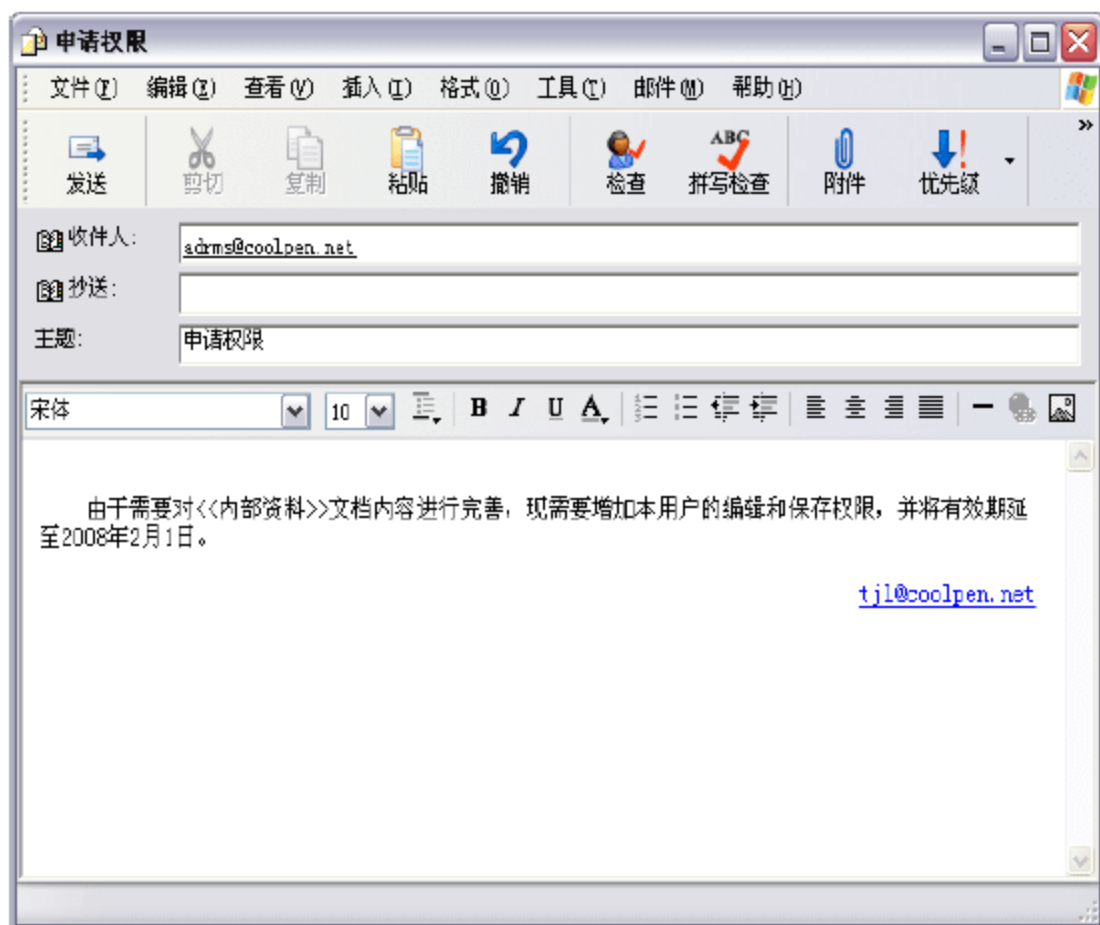 申请权限
文件(F) 编辑(E) 查看(V) 插入(I) 格式(O) 工具(T) 邮件(M) 帮助(H)
ABC
发送 剪切 复制 粘贴 撤销 检查 拼写检查 附件 优先级
收件人: adrms@coolpen.net
抄送:
主题: 申请权限
宋体 10 B I U A
由于需要对<<内部资料>>文档内容进行完善，现需要增加本用户的编辑和保存权限，并将有效期延
至2008年2月1日。
tjl@coolpen.net